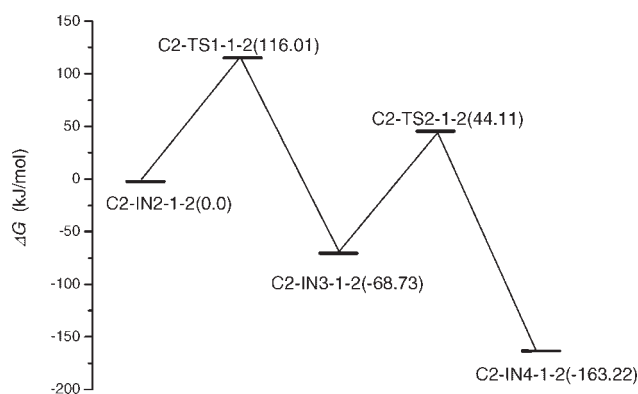 150
C2-TS1-1-2(116.01)
100
C2-TS2-1-2(44.11)
50
0
C2-IN2-1-2(0.0)
ΔG (kJ/mol)
-50
C2-IN3-1-2(-68.73)
-100
-150
C2-IN4-1-2(-163.22)
-200